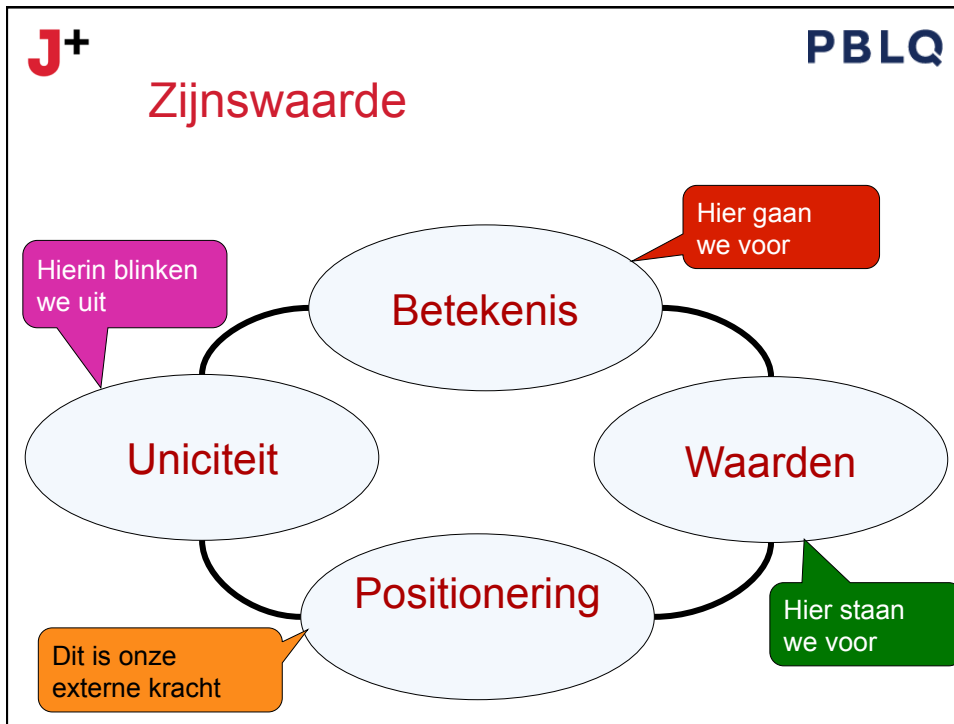 J+
PBLQ
Zijnswaarde
Hier gaan
we voor
Hierin blinken
we uit
Betekenis
Uniciteit
Waarden
Positionering
Hier staan
we voor
Dit is onze
externe kracht